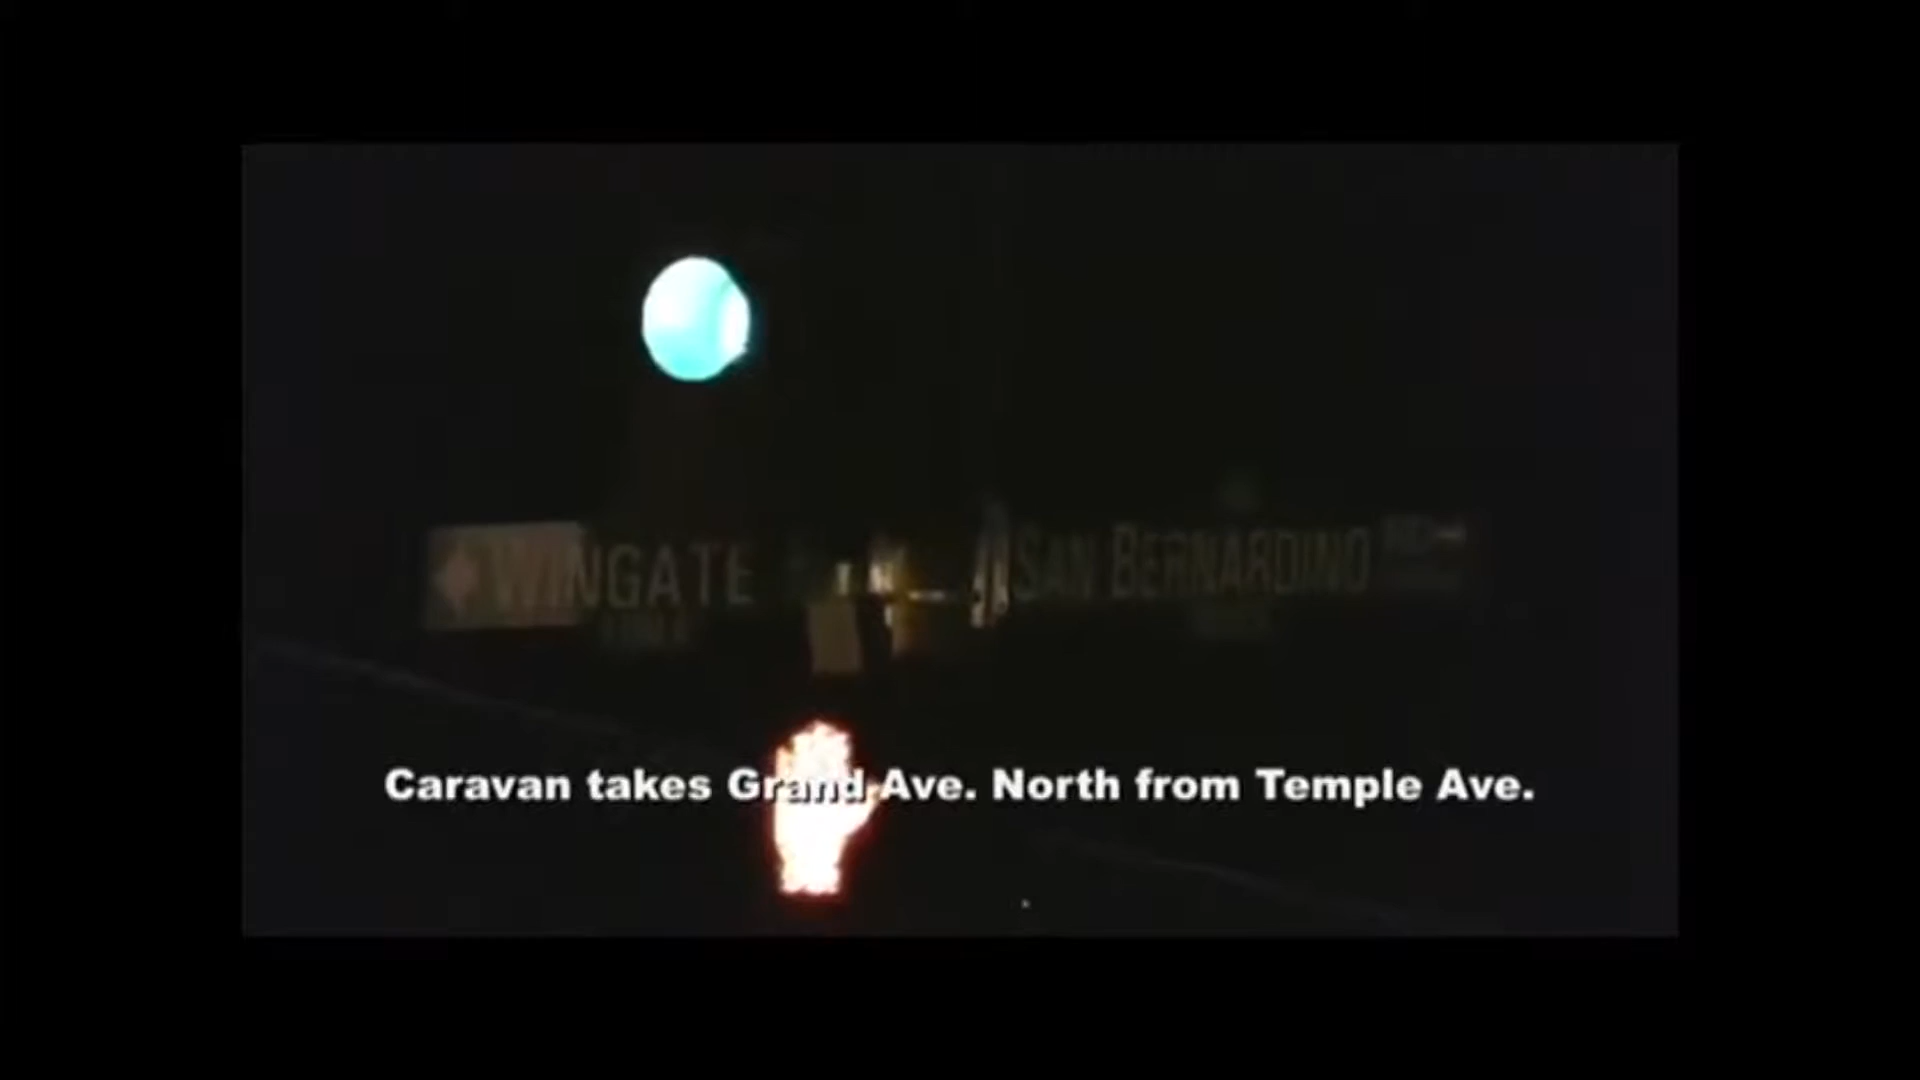 WINGATE
SAN BERNARDINO
Caravan takes Grand Ave. North from Temple Ave.